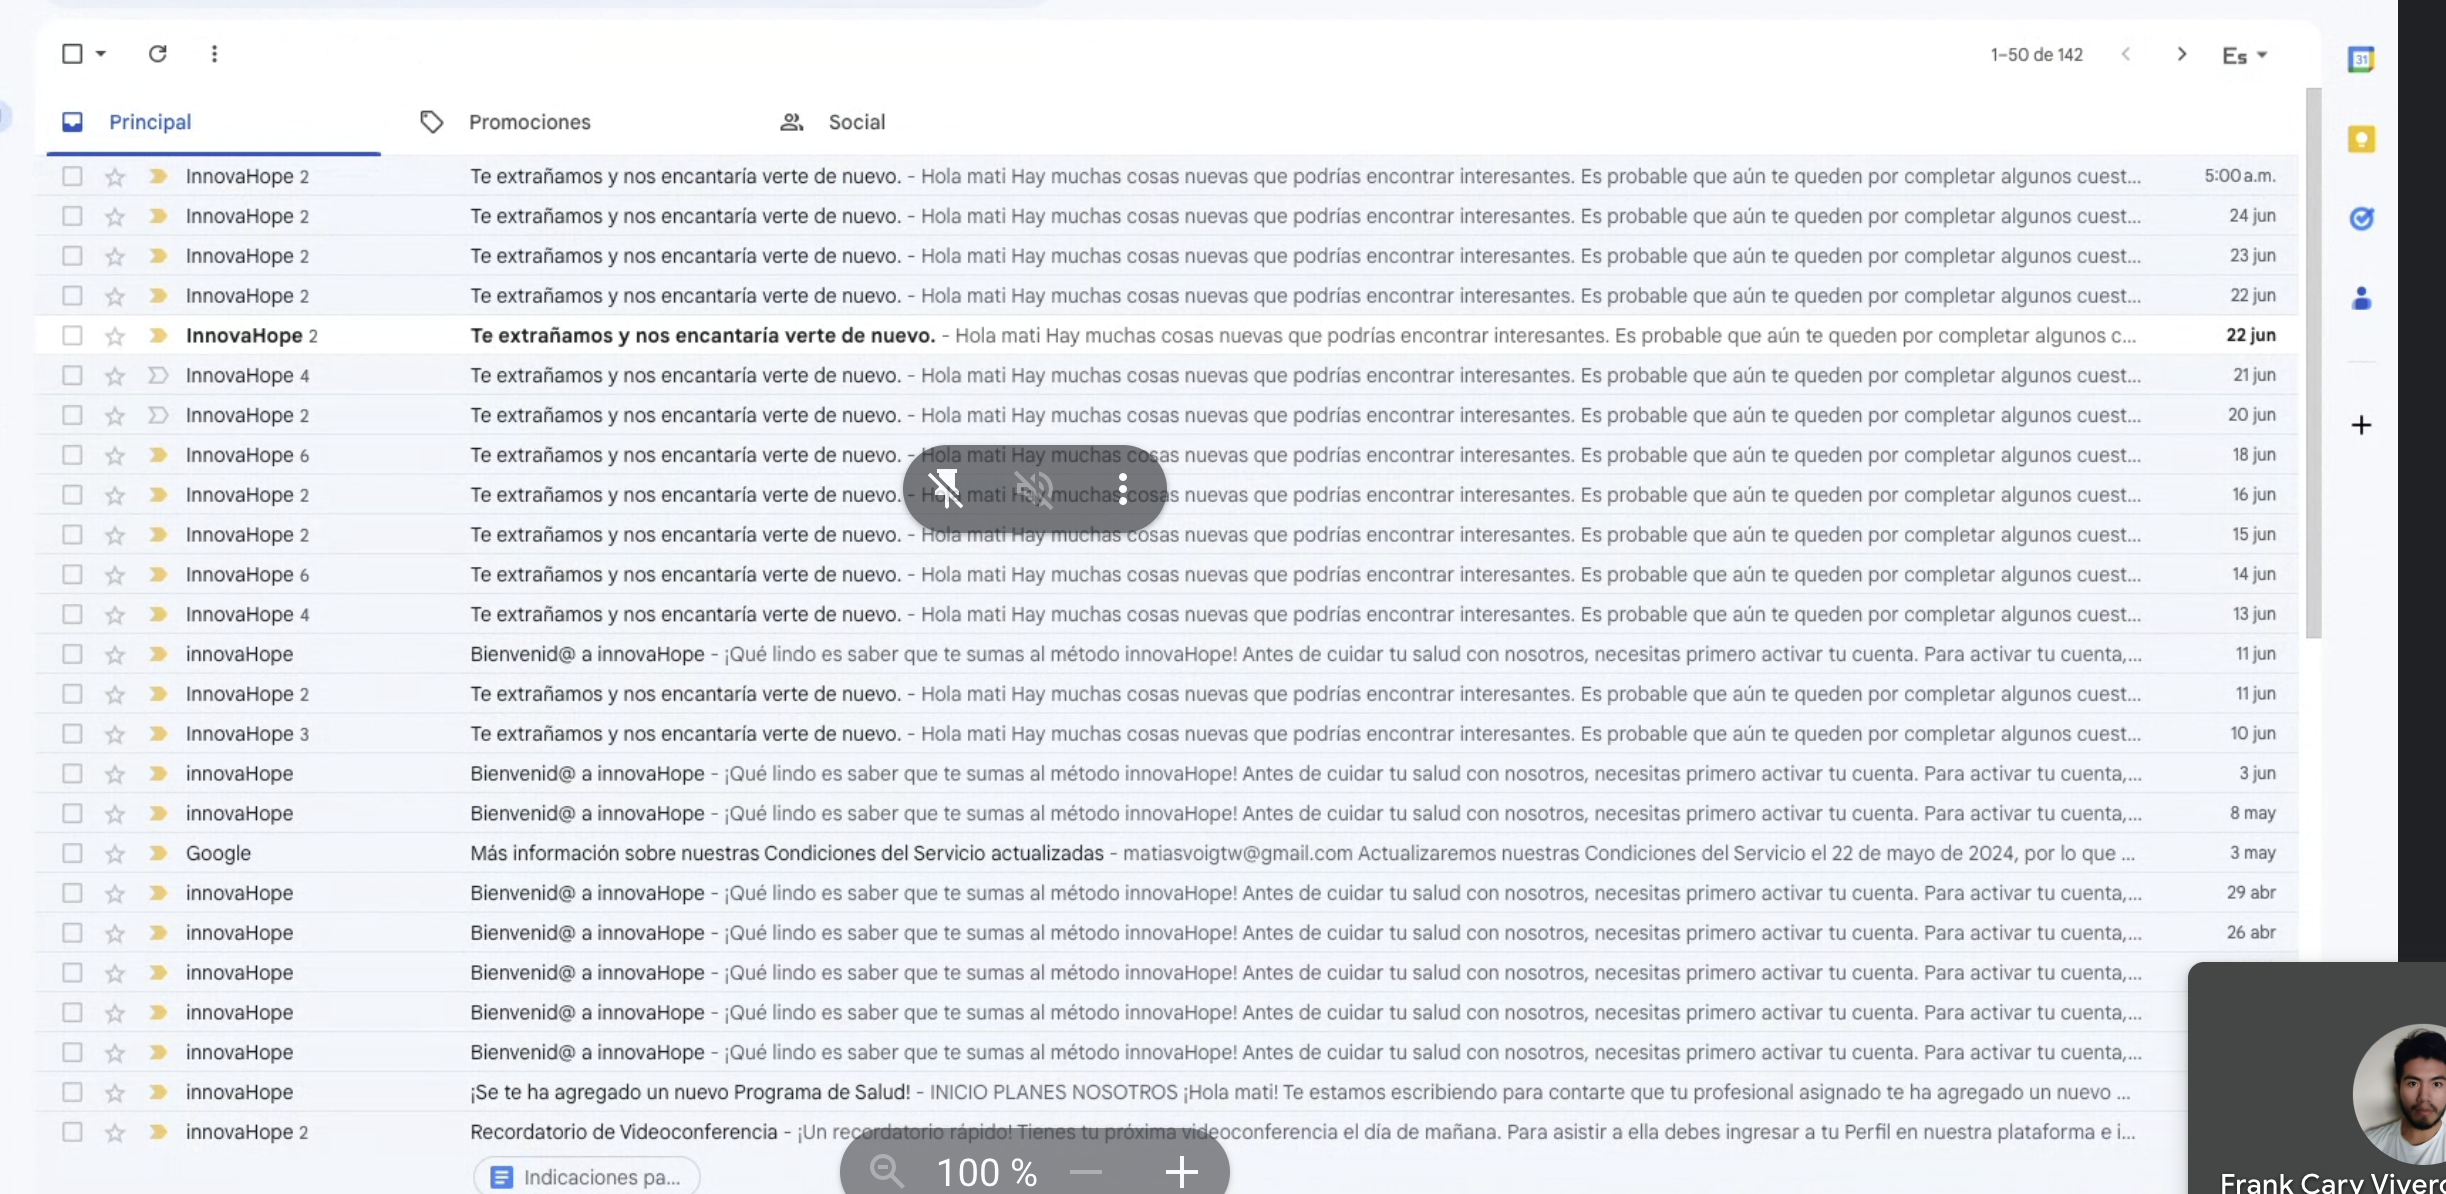 1–50 de 142
Es
31
Principal
Promociones
Social
InnovaHope 2 Te extrañamos y nos encantaría verte de nuevo. - Hola mati Hay muchas cosas nuevas que podrías encontrar interesantes. Es probable que aún te queden por completar algunos cuest... 5:00 a.m.
InnovaHope 2 Te extrañamos y nos encantaría verte de nuevo. - Hola mati Hay muchas cosas nuevas que podrías encontrar interesantes. Es probable que aún te queden por completar algunos cuest... 24 jun
InnovaHope 2 Te extrañamos y nos encantaría verte de nuevo. - Hola mati Hay muchas cosas nuevas que podrías encontrar interesantes. Es probable que aún te queden por completar algunos cuest... 23 jun
InnovaHope 2 Te extrañamos y nos encantaría verte de nuevo. - Hola mati Hay muchas cosas nuevas que podrías encontrar interesantes. Es probable que aún te queden por completar algunos cuest... 22 jun
InnovaHope 2 Te extrañamos y nos encantaría verte de nuevo. - Hola mati Hay muchas cosas nuevas que podrías encontrar interesantes. Es probable que aún te queden por completar algunos c... 22 jun
InnovaHope 4 Te extrañamos y nos encantaría verte de nuevo. - Hola mati Hay muchas cosas nuevas que podrías encontrar interesantes. Es probable que aún te queden por completar algunos cuest... 21 jun
InnovaHope 2 Te extrañamos y nos encantaría verte de nuevo. - Hola mati Hay muchas cosas nuevas que podrías encontrar interesantes. Es probable que aún te queden por completar algunos cuest... 20 jun
InnovaHope 6 Te extrañamos y nos encantaría verte de nuevo. - Hola mati Hay muchas cosas nuevas que podrías encontrar interesantes. Es probable que aún te queden por completar algunos cuest... 18 jun
InnovaHope 2 Te extrañamos y nos encantaría verte de nuevo. - Hola mati Hay muchas cosas nuevas que podrías encontrar interesantes. Es probable que aún te queden por completar algunos cuest... 16 jun
InnovaHope 2 Te extrañamos y nos encantaría verte de nuevo. - Hola mati Hay muchas cosas nuevas que podrías encontrar interesantes. Es probable que aún te queden por completar algunos cuest... 15 jun
InnovaHope 6 Te extrañamos y nos encantaría verte de nuevo. - Hola mati Hay muchas cosas nuevas que podrías encontrar interesantes. Es probable que aún te queden por completar algunos cuest... 14 jun
InnovaHope 4 Te extrañamos y nos encantaría verte de nuevo. - Hola mati Hay muchas cosas nuevas que podrías encontrar interesantes. Es probable que aún te queden por completar algunos cuest... 13 jun
innovaHope Bienvenid@ a innovaHope - ¡Qué lindo es saber que te sumas al método innovaHope! Antes de cuidar tu salud con nosotros, necesitas primero activar tu cuenta. Para activar tu cuenta,... 11 jun
InnovaHope 2 Te extrañamos y nos encantaría verte de nuevo. - Hola mati Hay muchas cosas nuevas que podrías encontrar interesantes. Es probable que aún te queden por completar algunos cuest... 11 jun
InnovaHope 3 Te extrañamos y nos encantaría verte de nuevo. - Hola mati Hay muchas cosas nuevas que podrías encontrar interesantes. Es probable que aún te queden por completar algunos cuest... 10 jun
innovaHope Bienvenid@ a innovaHope - ¡Qué lindo es saber que te sumas al método innovaHope! Antes de cuidar tu salud con nosotros, necesitas primero activar tu cuenta. Para activar tu cuenta,... 3 jun
innovaHope Bienvenid@ a innovaHope - ¡Qué lindo es saber que te sumas al método innovaHope! Antes de cuidar tu salud con nosotros, necesitas primero activar tu cuenta. Para activar tu cuenta,... 8 may
Google Más información sobre nuestras Condiciones del Servicio actualizadas - matiasvoigtw@gmail.com Actualizaremos nuestras Condiciones del Servicio el 22 de mayo de 2024, por lo que ... 3 may
innovaHope Bienvenid@ a innovaHope - ¡Qué lindo es saber que te sumas al método innovaHope! Antes de cuidar tu salud con nosotros, necesitas primero activar tu cuenta. Para activar tu cuenta,... 29 abr
innovaHope Bienvenid@ a innovaHope - ¡Qué lindo es saber que te sumas al método innovaHope! Antes de cuidar tu salud con nosotros, necesitas primero activar tu cuenta. Para activar tu cuenta,... 26 abr
innovaHope Bienvenid@ a innovaHope - ¡Qué lindo es saber que te sumas al método innovaHope! Antes de cuidar tu salud con nosotros, necesitas primero activar tu cuenta. Para activar tu cuenta,...
innovaHope Bienvenid@ a innovaHope - ¡Qué lindo es saber que te sumas al método innovaHope! Antes de cuidar tu salud con nosotros, necesitas primero activar tu cuenta. Para activar tu cuenta,...
innovaHope Bienvenid@ a innovaHope - ¡Qué lindo es saber que te sumas al método innovaHope! Antes de cuidar tu salud con nosotros, necesitas primero activar tu cuenta. Para activar tu cuenta,...
innovaHope ¡Se te ha agregado un nuevo Programa de Salud! - INICIO PLANES NOSOTROS ¡Hola mati! Te estamos escribiendo para contarte que tu profesional asignado te ha agregado un nuevo ...
innovaHope 2 Recordatorio de Videoconferencia - ¡Un recordatorio rápido! Tienes tu próxima videoconferencia el día de mañana. Para asistir a ella debes ingresar a tu Perfil en nuestra plataforma e i...
Indicaciones pa...
100 %
Frank Cary